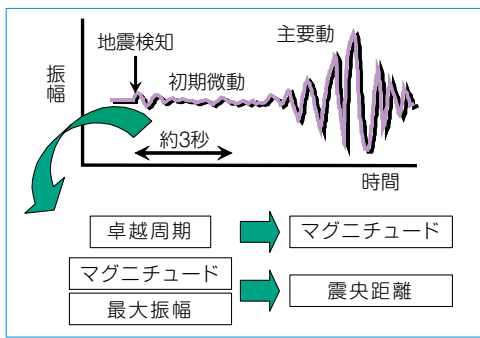 地震検知
主要動
振幅
初期微動
約3秒
時間
卓越周期
マグニチュード
マグニチュード
最大振幅
震央距離